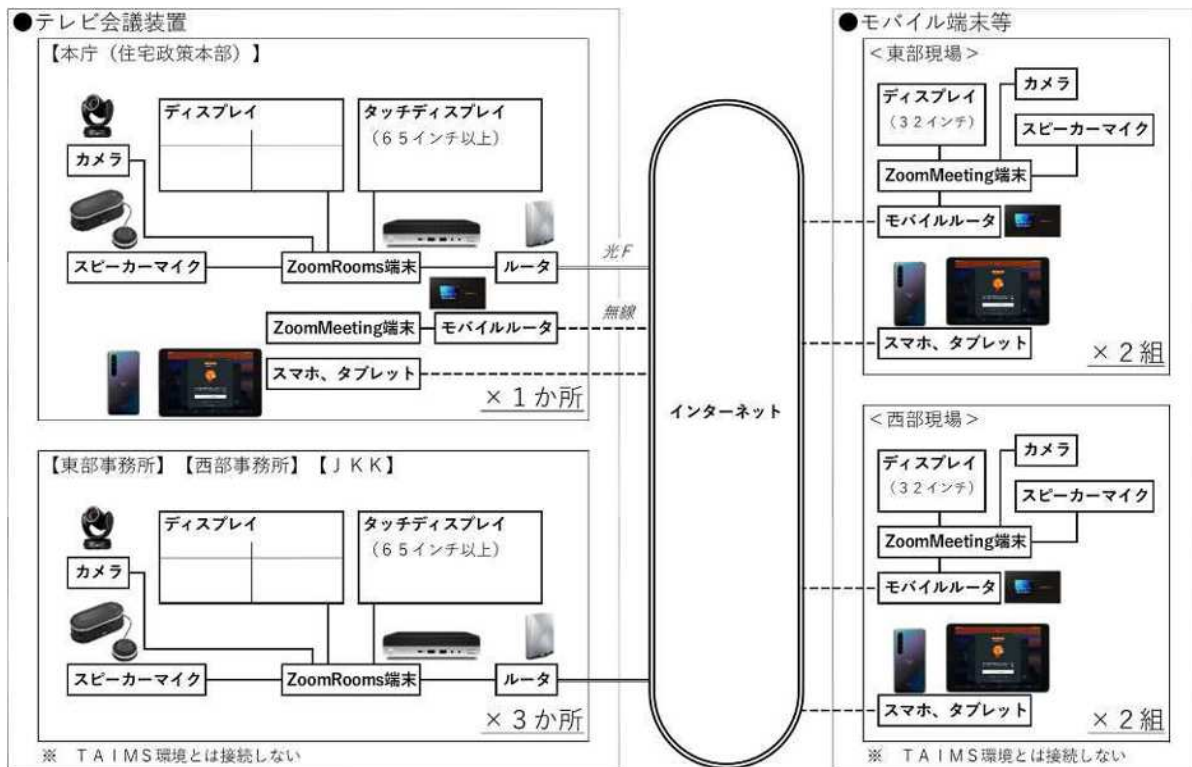 ●テレビ会議装置
【本庁（住宅政策本部）】
カメラ
ディスプレイ
タッチディスプレイ
（６５インチ以上）
スピーカーマイク
ZoomRooms端末
ルータ
光F
ZoomMeeting端末
モバイルルータ
無線
スマホ、タブレット
×１か所
【東部事務所】【西部事務所】【ＪＫＫ】
カメラ
ディスプレイ
タッチディスプレイ
（６５インチ以上）
スピーカーマイク
ZoomRooms端末
ルータ
×３か所
※　ＴＡＩＭＳ環境とは接続しない
インターネット
●モバイル端末等
＜東部現場＞
ディスプレイ
（３２インチ）
カメラ
スピーカーマイク
ZoomMeeting端末
モバイルルータ
スマホ、タブレット
×２組
＜西部現場＞
ディスプレイ
（３２インチ）
カメラ
スピーカーマイク
ZoomMeeting端末
モバイルルータ
スマホ、タブレット
×２組
※　ＴＡＩＭＳ環境とは接続しない